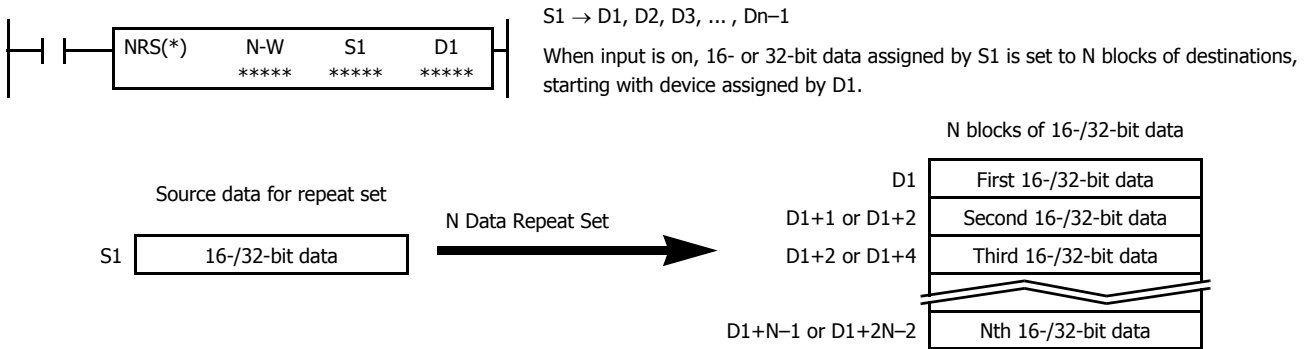 S1 → D1, D2, D3, ... , Dn–1
NRS(*) N-W S1 D1
***** ***** *****
When input is on, 16- or 32-bit data assigned by S1 is set to N blocks of destinations,
starting with device assigned by D1.
N blocks of 16-/32-bit data
Source data for repeat set
S1 16-/32-bit data
N Data Repeat Set
D1 First 16-/32-bit data
D1+1 or D1+2 Second 16-/32-bit data
D1+2 or D1+4 Third 16-/32-bit data
D1+N–1 or D1+2N–2 Nth 16-/32-bit data